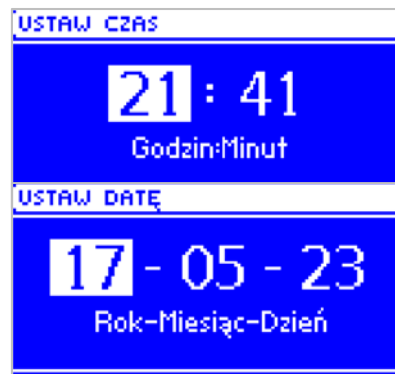 USTAW CZAS
21 : 41
Godzin:Minut
USTAW DATĘ
17 - 05 - 23
Rok-Miesiąc-Dzień